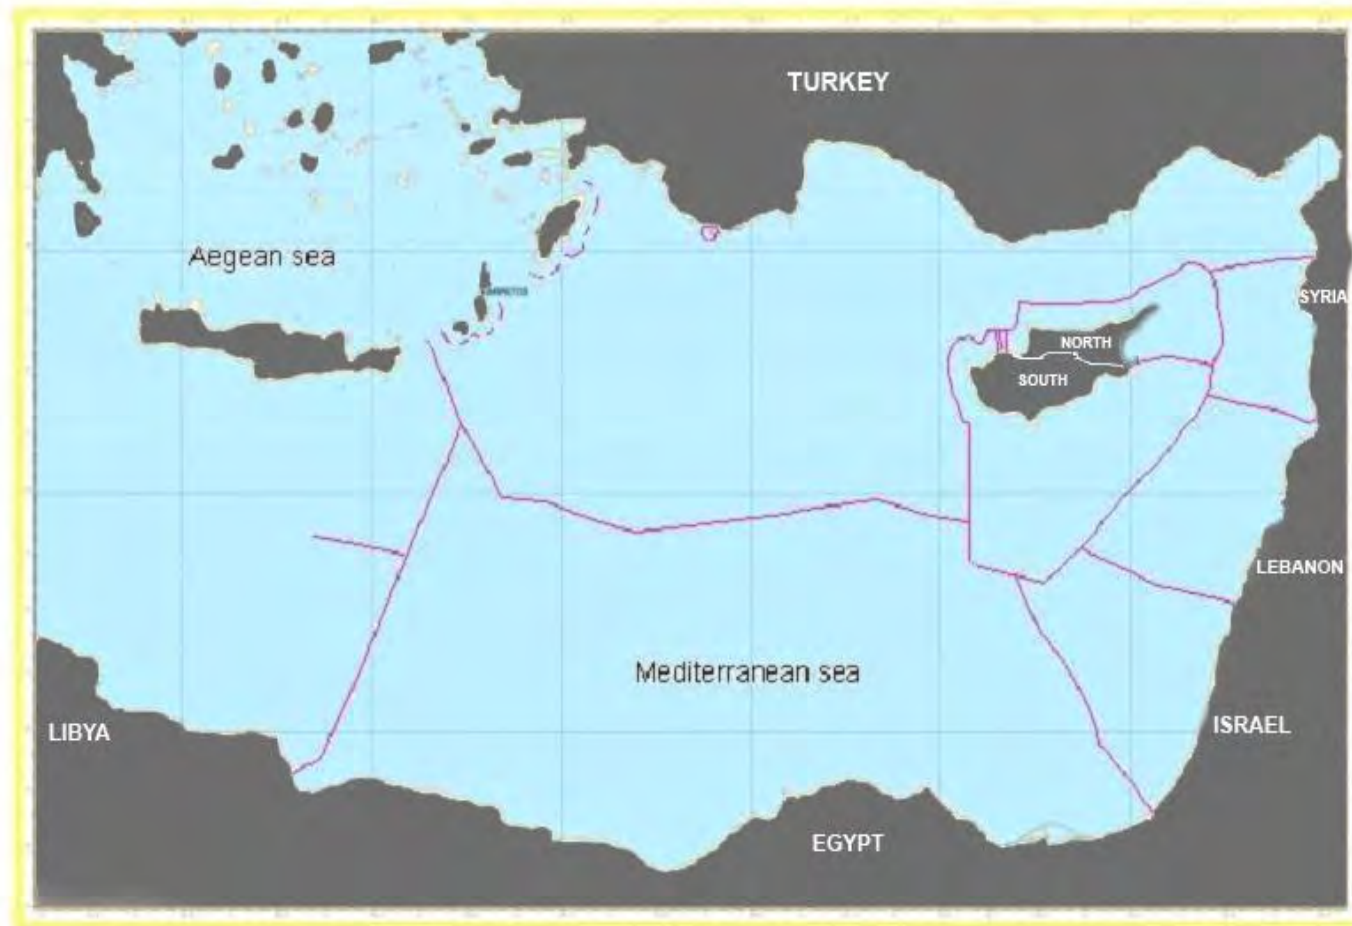 TURKEY
Aegean sea
SYRIA
NORTH
SOUTH
LEBANON
Mediterranean sea
LIBYA
ISRAEL
EGYPT